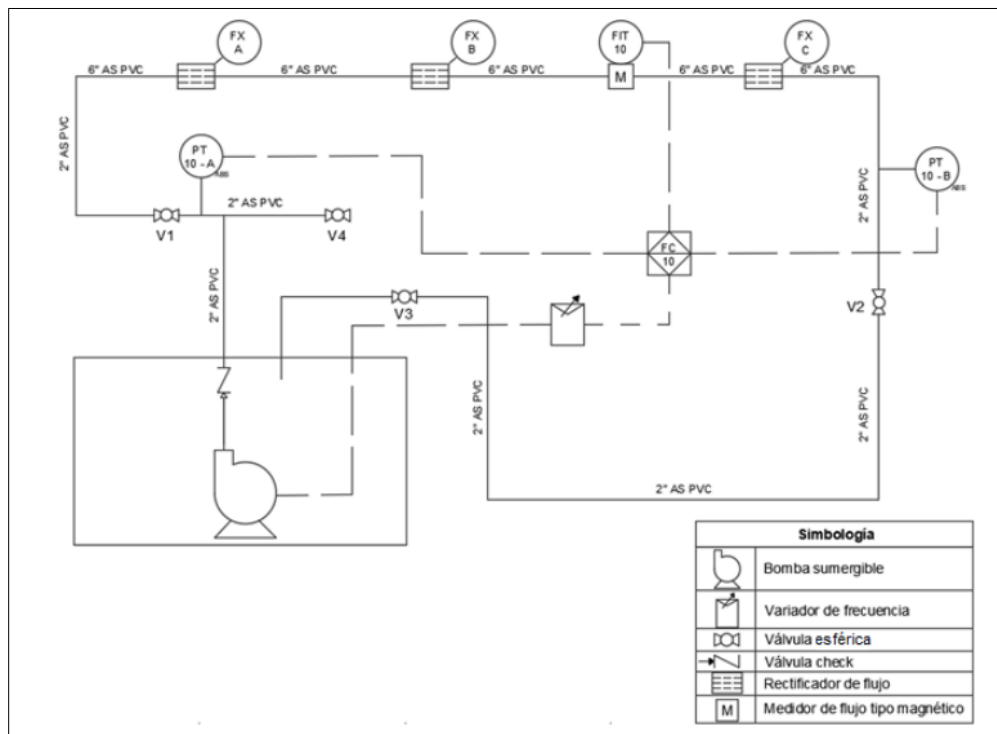 FX
A
FX
B
FIT
10
FX
C
6" AS PVC
6" AS PVC
6" AS PVC
M
6" AS PVC
6" AS PVC
2" AS PVC
PT
10 - A
ABS
PT
10 - B
ABS
2" AS PVC
2" AS PVC
V1
V4
FC
10
2" AS PVC
V3
V2
2" AS PVC
2" AS PVC
2" AS PVC
Simbología
Bomba sumergible
Variador de frecuencia
Válvula esférica
Válvula check
Rectificador de flujo
M
Medidor de flujo tipo magnético